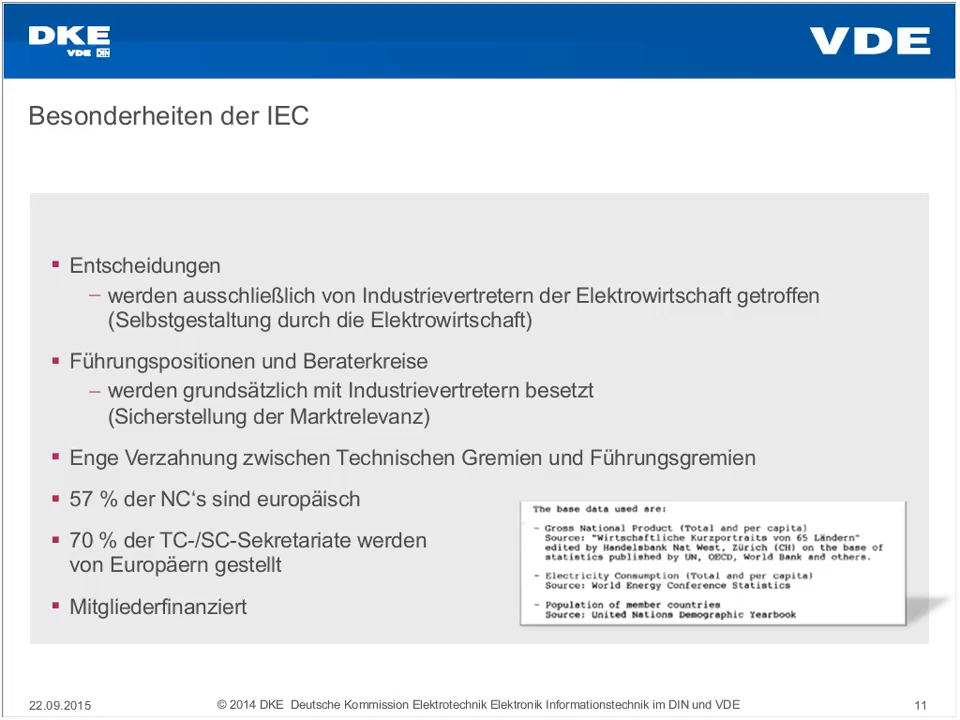 DKE
VDE DIN
VDE
Besonderheiten der IEC
▪ Entscheidungen
– werden ausschließlich von Industrievertretern der Elektrowirtschaft getroffen
(Selbstgestaltung durch die Elektrowirtschaft)
▪ Führungspositionen und Beraterkreise
– werden grundsätzlich mit Industrievertretern besetzt
(Sicherstellung der Marktrelevanz)
▪ Enge Verzahnung zwischen Technischen Gremien und Führungsgremien
▪ 57 % der NC‘s sind europäisch
▪ 70 % der TC-/SC-Sekretariate werden
von Europäern gestellt
▪ Mitgliederfinanziert
The base data used are:
- Gross National Product (Total and per capita)
Source: "Wirtschaftliche Kurzportraits von 65 Ländern"
edited by Handelsbank Nat West, Zürich (CH) on the base of
statistics published by UN, OECD, World Bank and others.
- Electricity Consumption (Total and per capita)
Source: World Energy Conference Statistics
- Population of member countries
Source: United Nations Demographic Yearbook
22.09.2015
© 2014 DKE Deutsche Kommission Elektrotechnik Elektronik Informationstechnik im DIN und VDE
11